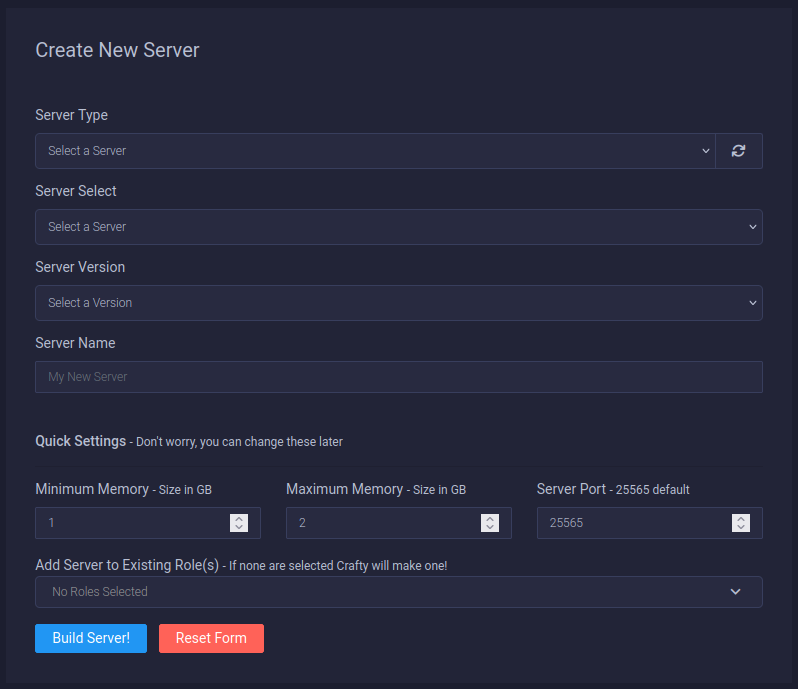 Create New Server
Server Type
Select a Server
Server Select
Select a Server
Server Version
Select a Version
Server Name
My New Server
Quick Settings - Don't worry, you can change these later
Minimum Memory - Size in GB
Maximum Memory - Size in GB
Server Port - 25565 default
1
2
25565
Add Server to Existing Role(s) - If none are selected Crafty will make one!
No Roles Selected
Build Server!
Reset Form